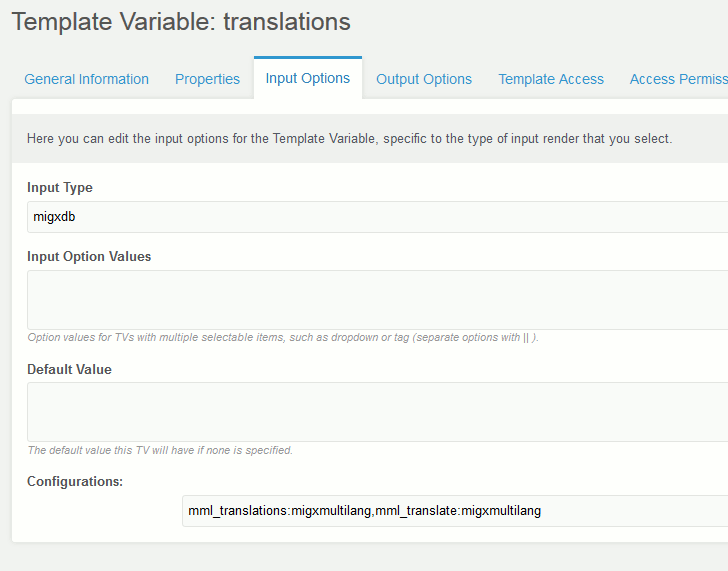 Template Variable: translations
General Information Properties Input Options Output Options Template Access Access Permiss
Here you can edit the input options for the Template Variable, specific to the type of input render that you select.
Input Type
migxdb
Input Option Values
Option values for TVs with multiple selectable items, such as dropdown or tag (separate options with || ).
Default Value
The default value this TV will have if none is specified.
Configurations:
mml_translations:migxmultilang,mml_translate:migxmultilang